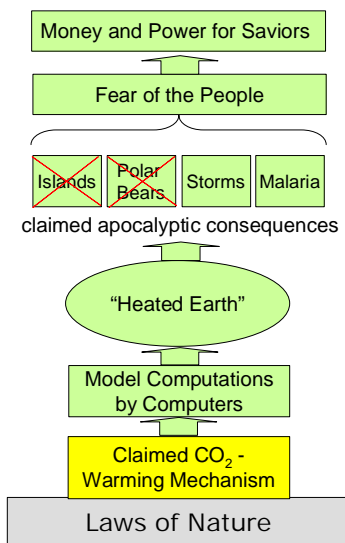 Money and Power for Saviors
Fear of the People
Islands
Polar
Bears
Storms
Malaria
claimed apocalyptic consequences
“Heated Earth”
Model Computations
by Computers
Claimed CO₂ -
Warming Mechanism
Laws of Nature